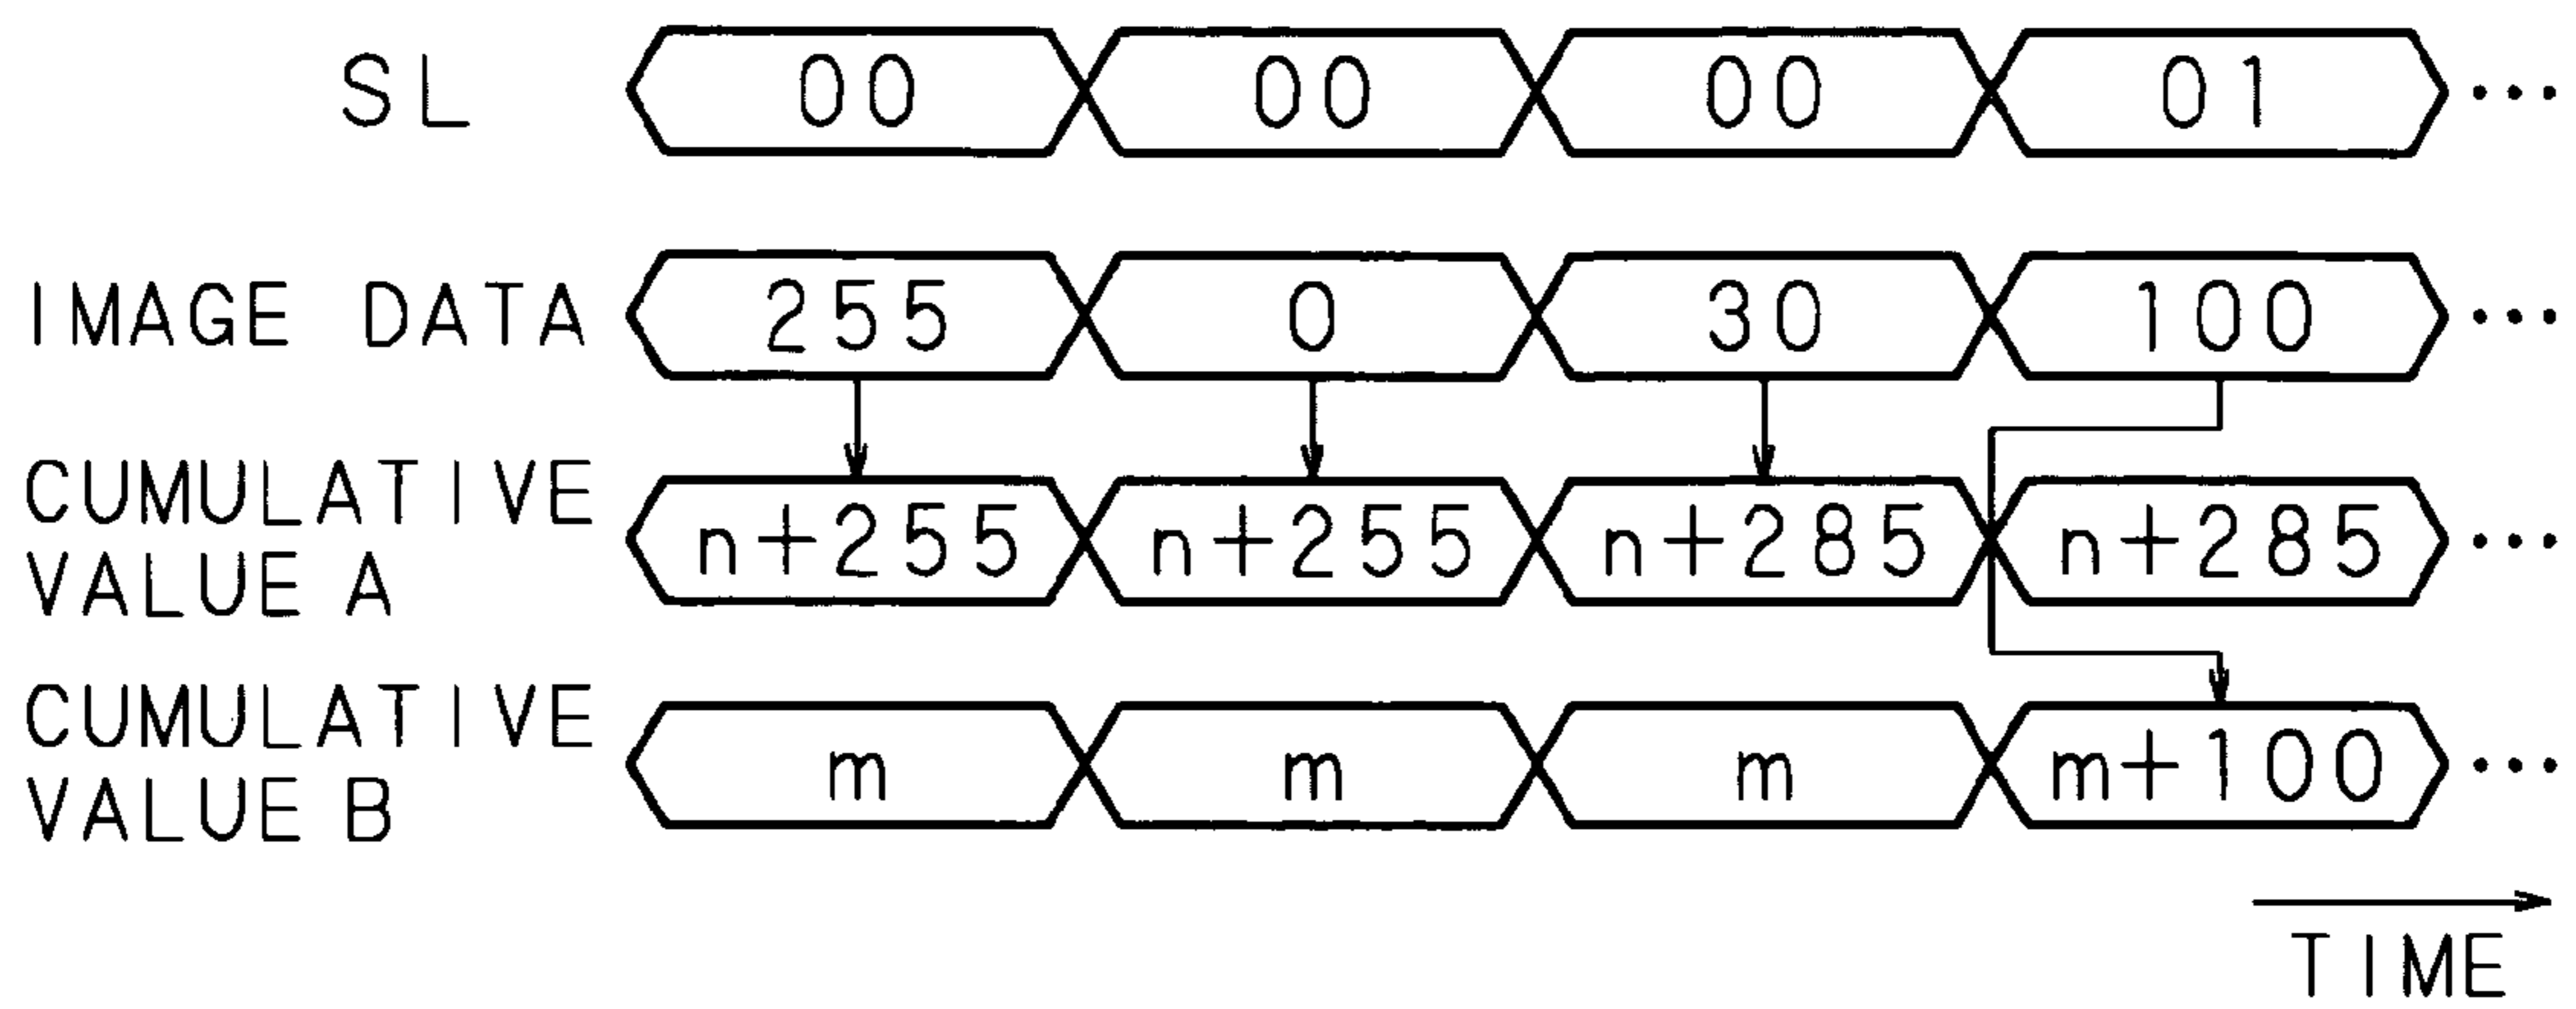 SL 00 00 00 01 ...
IMAGE DATA 255 0 30 100 ...
CUMULATIVE VALUE A n+255 n+255 n+285 n+285 ...
CUMULATIVE VALUE B m m m m+100 ...
TIME